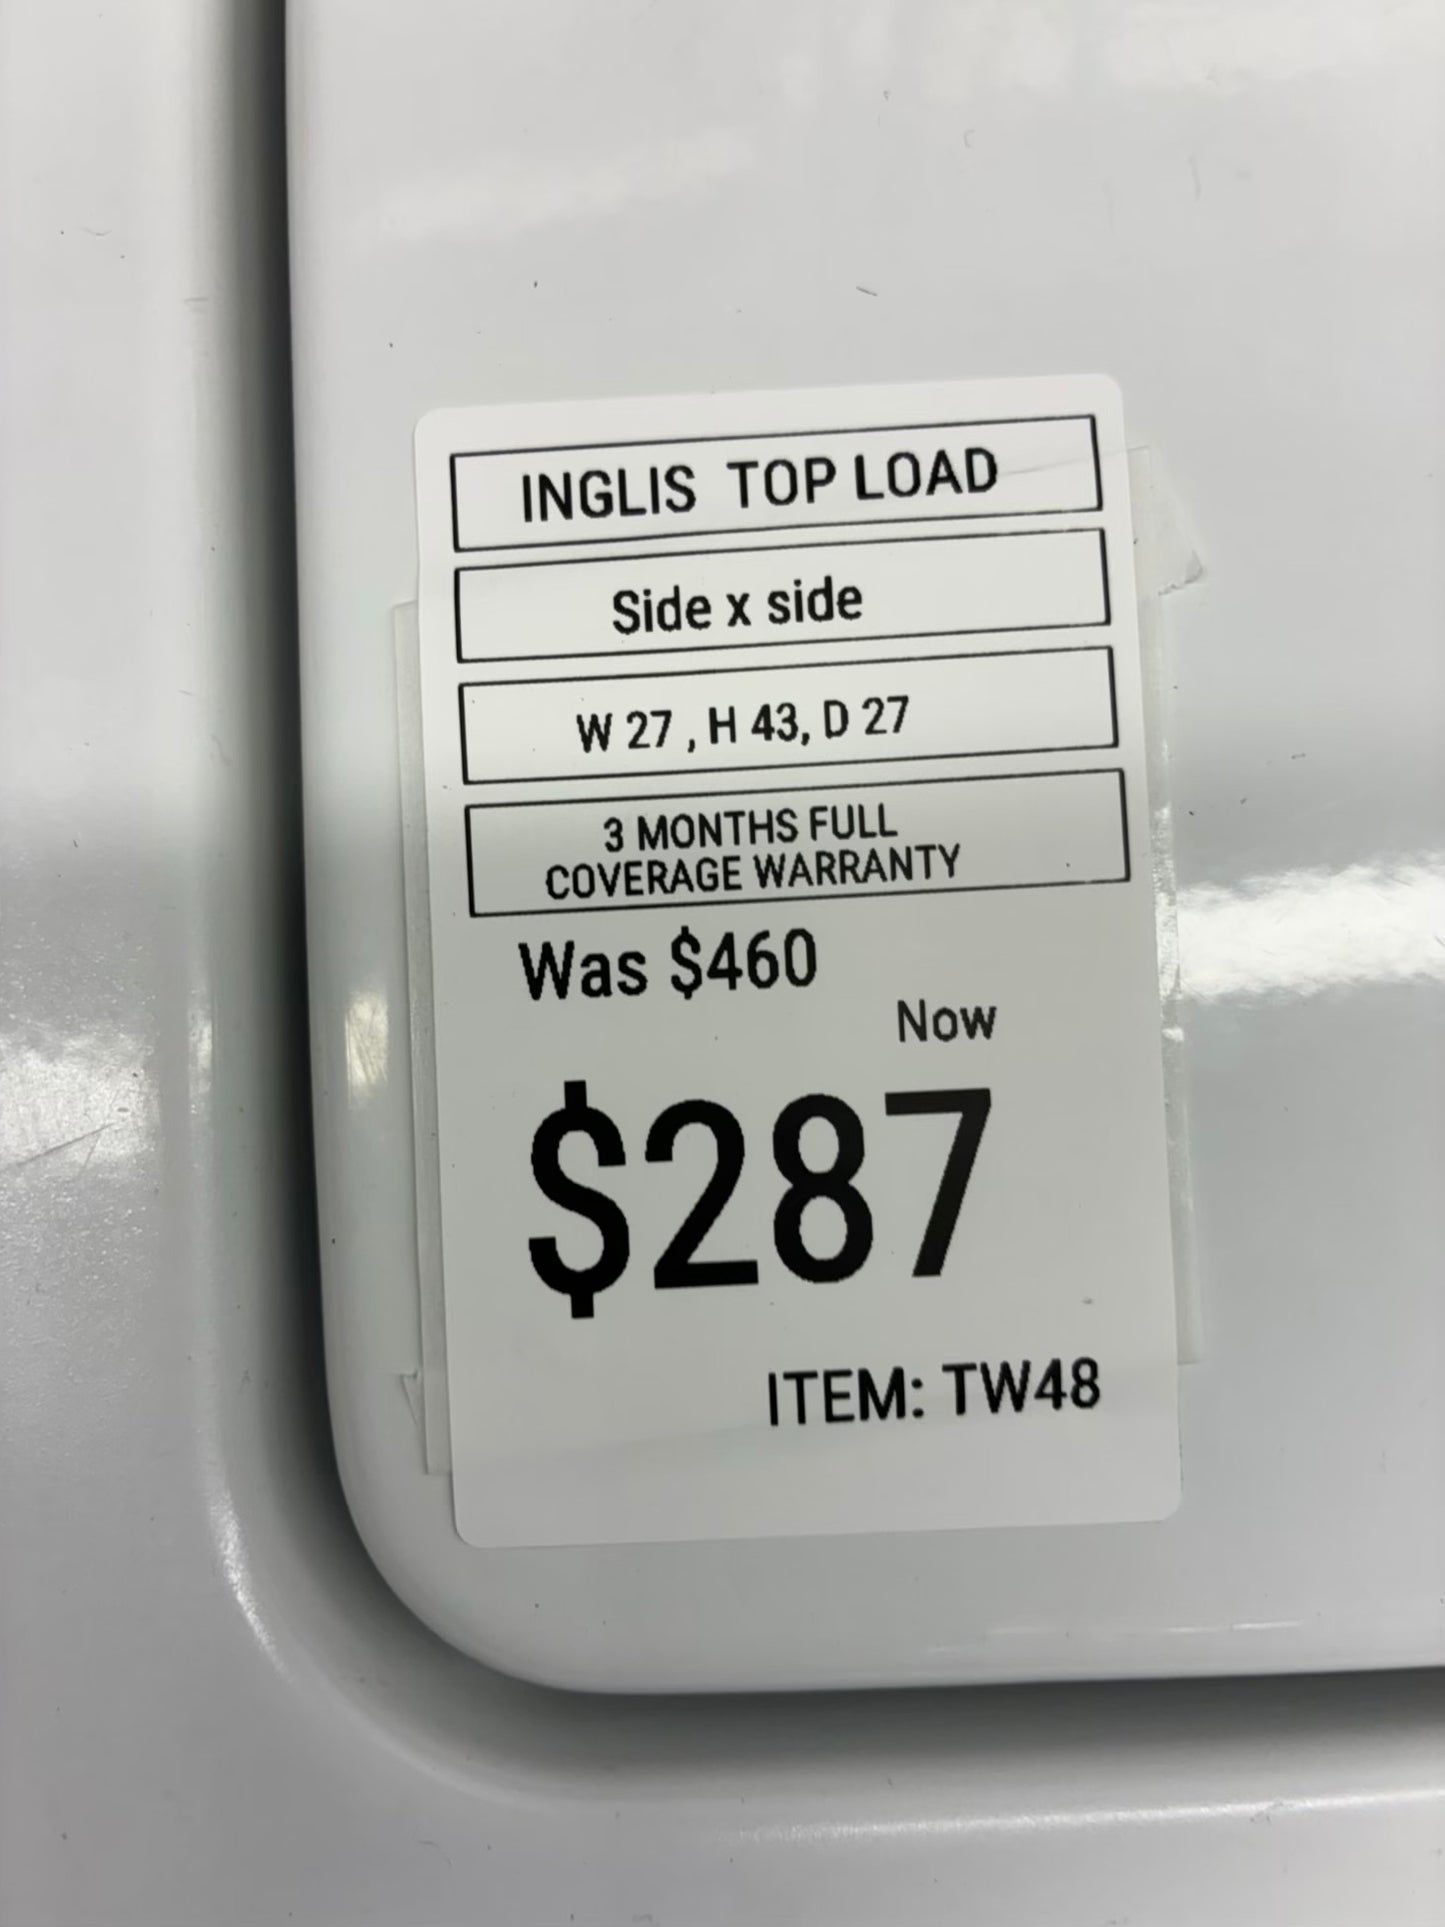 INGLIS TOP LOAD
Side x side
W 27 , H 43, D 27
3 MONTHS FULL
COVERAGE WARRANTY
Was $460
Now
$287
ITEM: TW48